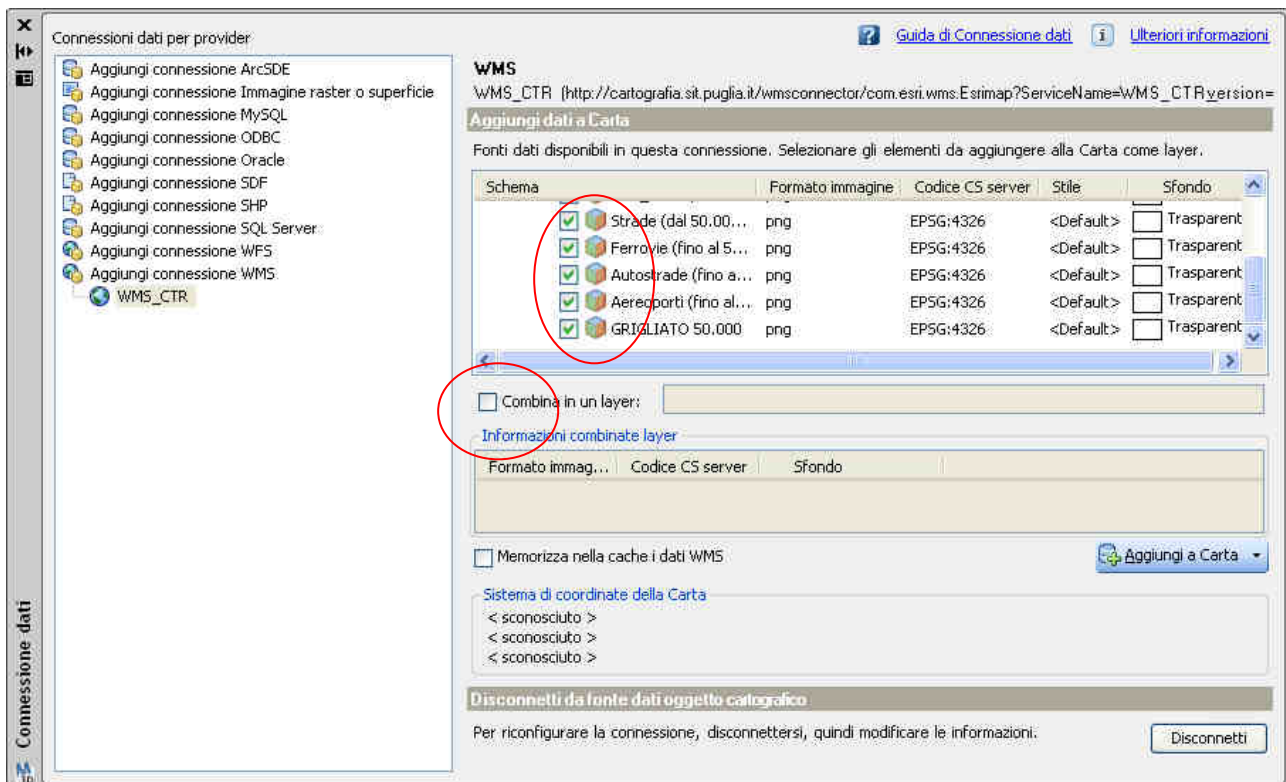 Connessioni dati per provider
Guida di Connessione dati
Ulteriori informazioni
Aggiungi connessione ArcSDE
Aggiungi connessione Immagine raster o superficie
Aggiungi connessione MySQL
Aggiungi connessione ODBC
Aggiungi connessione Oracle
Aggiungi connessione SDF
Aggiungi connessione SHP
Aggiungi connessione SQL Server
Aggiungi connessione WFS
Aggiungi connessione WMS
WMS_CTR
WMS
WMS_CTR (http://cartografia.sit.puglia.it/wmsconnector/com.esri.wms.Esrimap?ServiceName=WMS_CTRversion=
Aggiungi dati a Carta
Fonti dati disponibili in questa connessione. Selezionare gli elementi da aggiungere alla Carta come layer.
Schema Formato immagine Codice CS server Stile Sfondo
Strade (dal 50.00... png EPSG:4326 <Default> Trasparent
Ferrovie (fino al 5... png EPSG:4326 <Default> Trasparent
Autostrade (fino a... png EPSG:4326 <Default> Trasparent
Aereoporti (fino al... png EPSG:4326 <Default> Trasparent
GRIGLIATO 50.000 png EPSG:4326 <Default> Trasparent
Combina in un layer:
Informazioni combinate layer
Formato immag... Codice CS server Sfondo
Memorizza nella cache i dati WMS
Aggiungi a Carta
Sistema di coordinate della Carta
< sconosciuto >
< sconosciuto >
< sconosciuto >
Disconnetti da fonte dati oggetto cartografico
Per riconfigurare la connessione, disconnettersi, quindi modificare le informazioni.
Disconnetti
Connessione dati